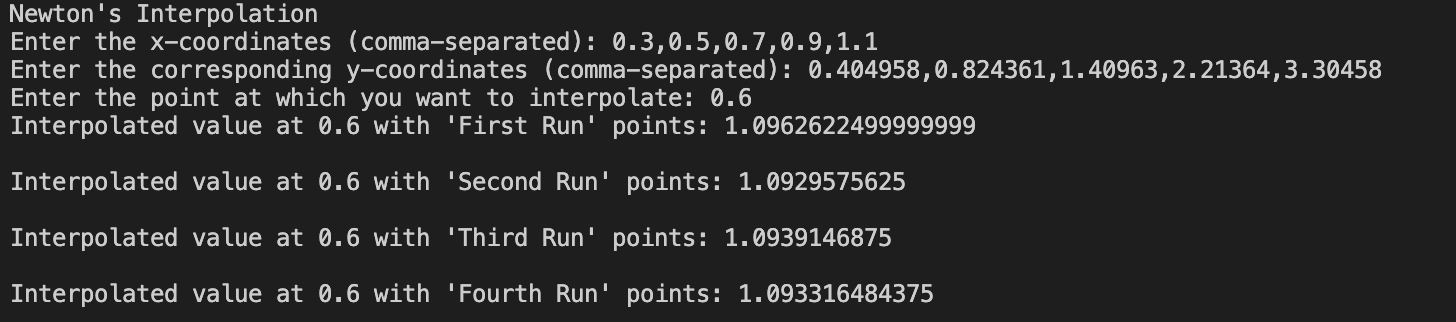 Newton's Interpolation
Enter the x-coordinates (comma-separated): 0.3,0.5,0.7,0.9,1.1
Enter the corresponding y-coordinates (comma-separated): 0.404958,0.824361,1.40963,2.21364,3.30458
Enter the point at which you want to interpolate: 0.6
Interpolated value at 0.6 with 'First Run' points: 1.0962622499999999
Interpolated value at 0.6 with 'Second Run' points: 1.0929575625
Interpolated value at 0.6 with 'Third Run' points: 1.0939146875
Interpolated value at 0.6 with 'Fourth Run' points: 1.093316484375